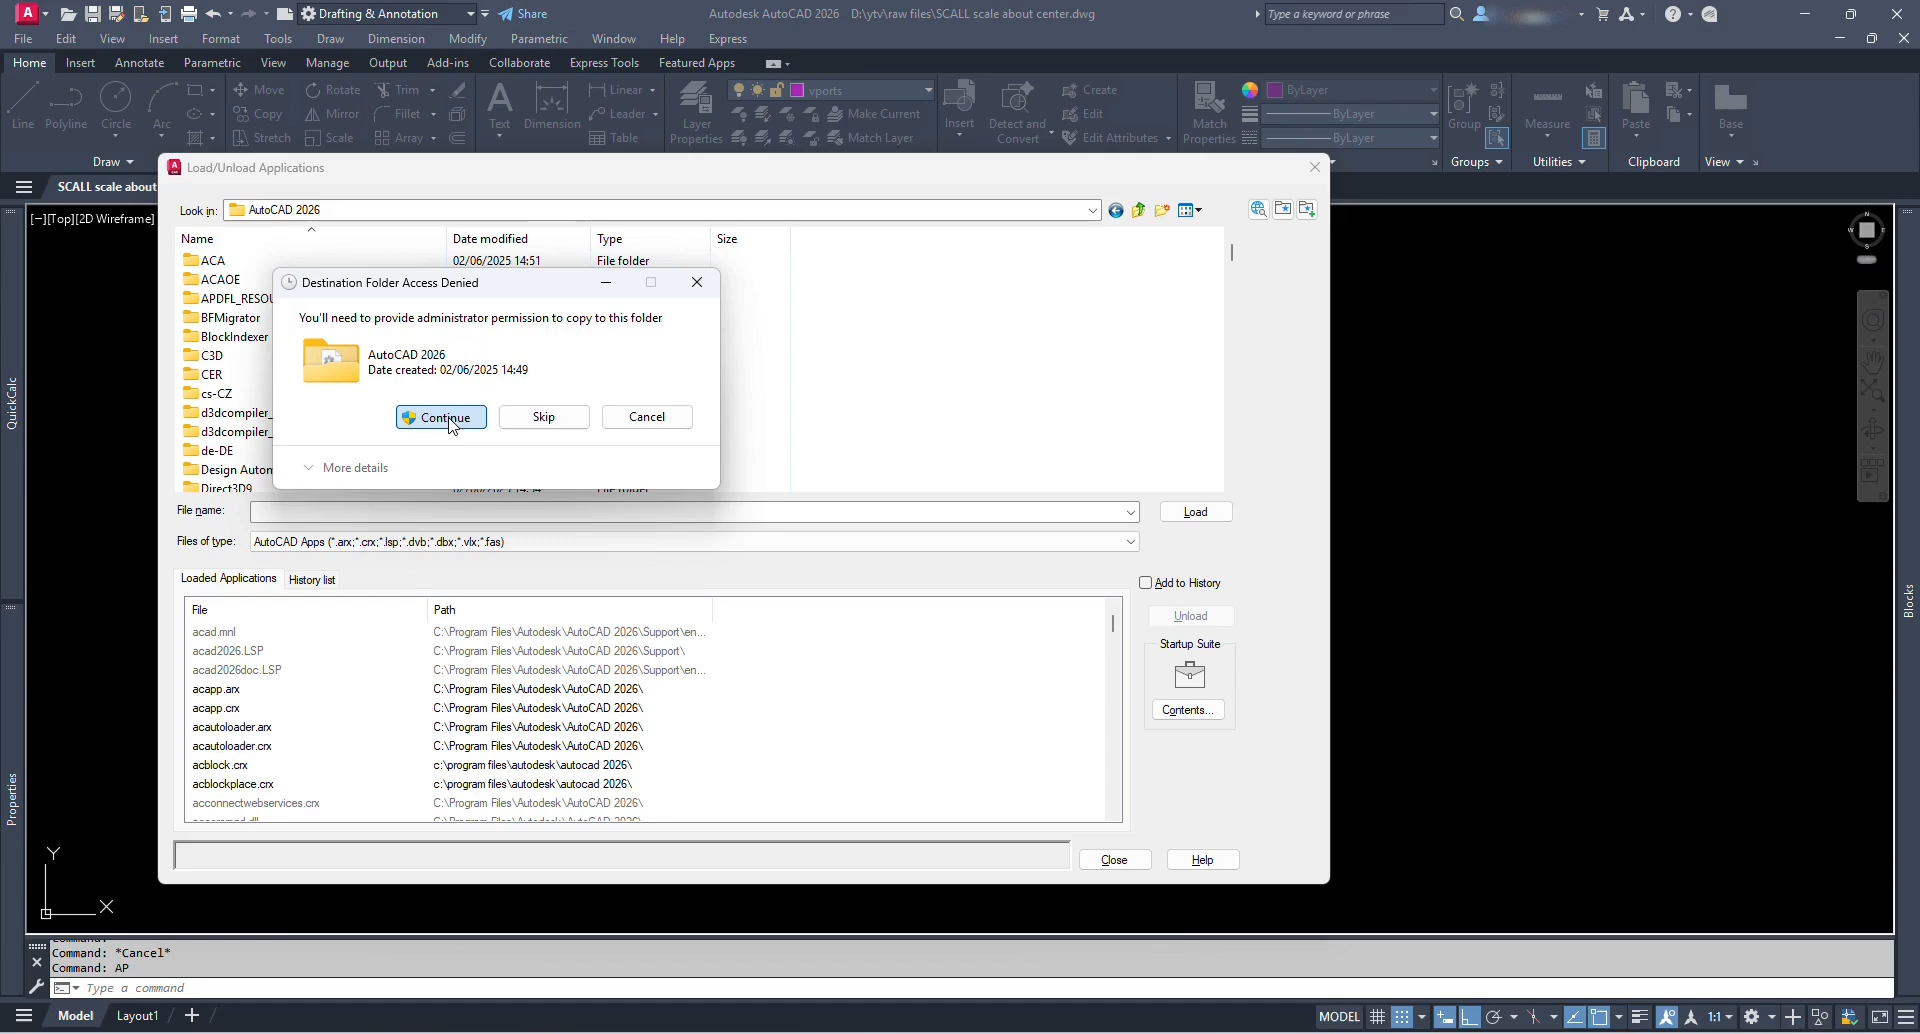 Drafting & Annotation
Share
Autodesk AutoCAD 2026 D:\ytv\raw files\SCALL scale about center.dwg
Type a keyword or phrase
File Edit View Insert Format Tools Draw Dimension Modify Parametric Window Help Express
Home Insert Annotate Parametric View Manage Output Add-ins Collaborate Express Tools Featured Apps
Line
Polyline
Circle
Arc
Move
Copy
Stretch
Rotate
Mirror
Scale
Trim
Fillet
Array
Draw
Text
Dimension
Linear
Leader
Table
Layer
Properties
vports
Make Current
Match Layer
Insert
Detect and
Convert
Create
Edit
Edit Attributes
Match
Properties
ByLayer
ByLayer
ByLayer
Group
Groups
Measure
Utilities
Paste
Clipboard
Base
View
SCALL scale about
[−][Top][2D Wireframe]
QuickCalc
Properties
Blocks
Load/Unload Applications
Look in: AutoCAD 2026
Name Date modified Type Size
ACA 02/06/2025 14:51 File folder
ACAOE
APDFL_RESOU
BFMigrator
BlockIndexer
C3D
CER
cs-CZ
d3dcompiler_
d3dcompiler_
de-DE
Design Autom
Direct3D9
Destination Folder Access Denied
You'll need to provide administrator permission to copy to this folder
AutoCAD 2026
Date created: 02/06/2025 14:49
Continue Skip Cancel
More details
File name: Load
Files of type: AutoCAD Apps (*.arx;*.crx;*.lsp;*.dvb;*.dbx;*.vlx;*.fas)
Loaded Applications History list
Add to History
Unload
Startup Suite
Contents...
File Path
acad.mnl C:\Program Files\Autodesk\AutoCAD 2026\Support\en...
acad2026.LSP C:\Program Files\Autodesk\AutoCAD 2026\Support\
acad2026doc.LSP C:\Program Files\Autodesk\AutoCAD 2026\Support\en...
acapp.arx C:\Program Files\Autodesk\AutoCAD 2026\
acapp.crx C:\Program Files\Autodesk\AutoCAD 2026\
acautoloader.arx C:\Program Files\Autodesk\AutoCAD 2026\
acautoloader.crx C:\Program Files\Autodesk\AutoCAD 2026\
acblock.crx c:\program files\autodesk\autocad 2026\
acblockplace.crx c:\program files\autodesk\autocad 2026\
acconnectwebservices.crx C:\Program Files\Autodesk\AutoCAD 2026\
Close Help
Y
X
N
W E
S
Command: *Cancel*
Command: AP
Type a command
Model Layout1
MODEL 1:1